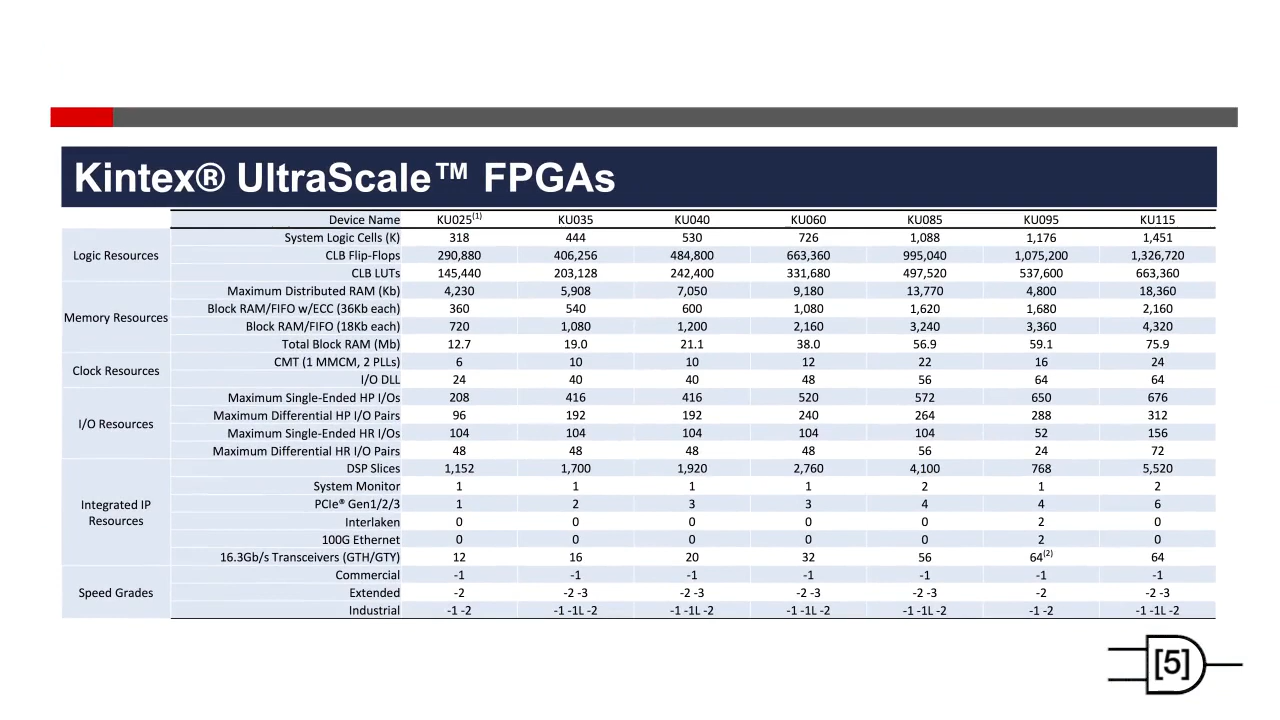 Kintex® UltraScale™ FPGAs
Device Name KU025(1) KU035 KU040 KU060 KU085 KU095 KU115
Logic Resources
System Logic Cells (K) 318 444 530 726 1,088 1,176 1,451
CLB Flip-Flops 290,880 406,256 484,800 663,360 995,040 1,075,200 1,326,720
CLB LUTs 145,440 203,128 242,400 331,680 497,520 537,600 663,360
Memory Resources
Maximum Distributed RAM (Kb) 4,230 5,908 7,050 9,180 13,770 4,800 18,360
Block RAM/FIFO w/ECC (36Kb each) 360 540 600 1,080 1,620 1,680 2,160
Block RAM/FIFO (18Kb each) 720 1,080 1,200 2,160 3,240 3,360 4,320
Total Block RAM (Mb) 12.7 19.0 21.1 38.0 56.9 59.1 75.9
Clock Resources
CMT (1 MMCM, 2 PLLs) 6 10 10 12 22 16 24
I/O DLL 24 40 40 48 56 64 64
I/O Resources
Maximum Single-Ended HP I/Os 208 416 416 520 572 650 676
Maximum Differential HP I/O Pairs 96 192 192 240 264 288 312
Maximum Single-Ended HR I/Os 104 104 104 104 104 52 156
Maximum Differential HR I/O Pairs 48 48 48 48 56 24 72
Integrated IP
Resources
DSP Slices 1,152 1,700 1,920 2,760 4,100 768 5,520
System Monitor 1 1 1 1 2 1 2
PCIe® Gen1/2/3 1 2 3 3 4 4 6
Interlaken 0 0 0 0 0 2 0
100G Ethernet 0 0 0 0 0 2 0
16.3Gb/s Transceivers (GTH/GTY) 12 16 20 32 56 64(2) 64
Speed Grades
Commercial -1 -1 -1 -1 -1 -1 -1
Extended -2 -2 -3 -2 -3 -2 -3 -2 -3 -2 -2 -3
Industrial -1 -2 -1 -1L -2 -1 -1L -2 -1 -1L -2 -1 -1L -2 -1 -2 -1 -1L -2
[5]